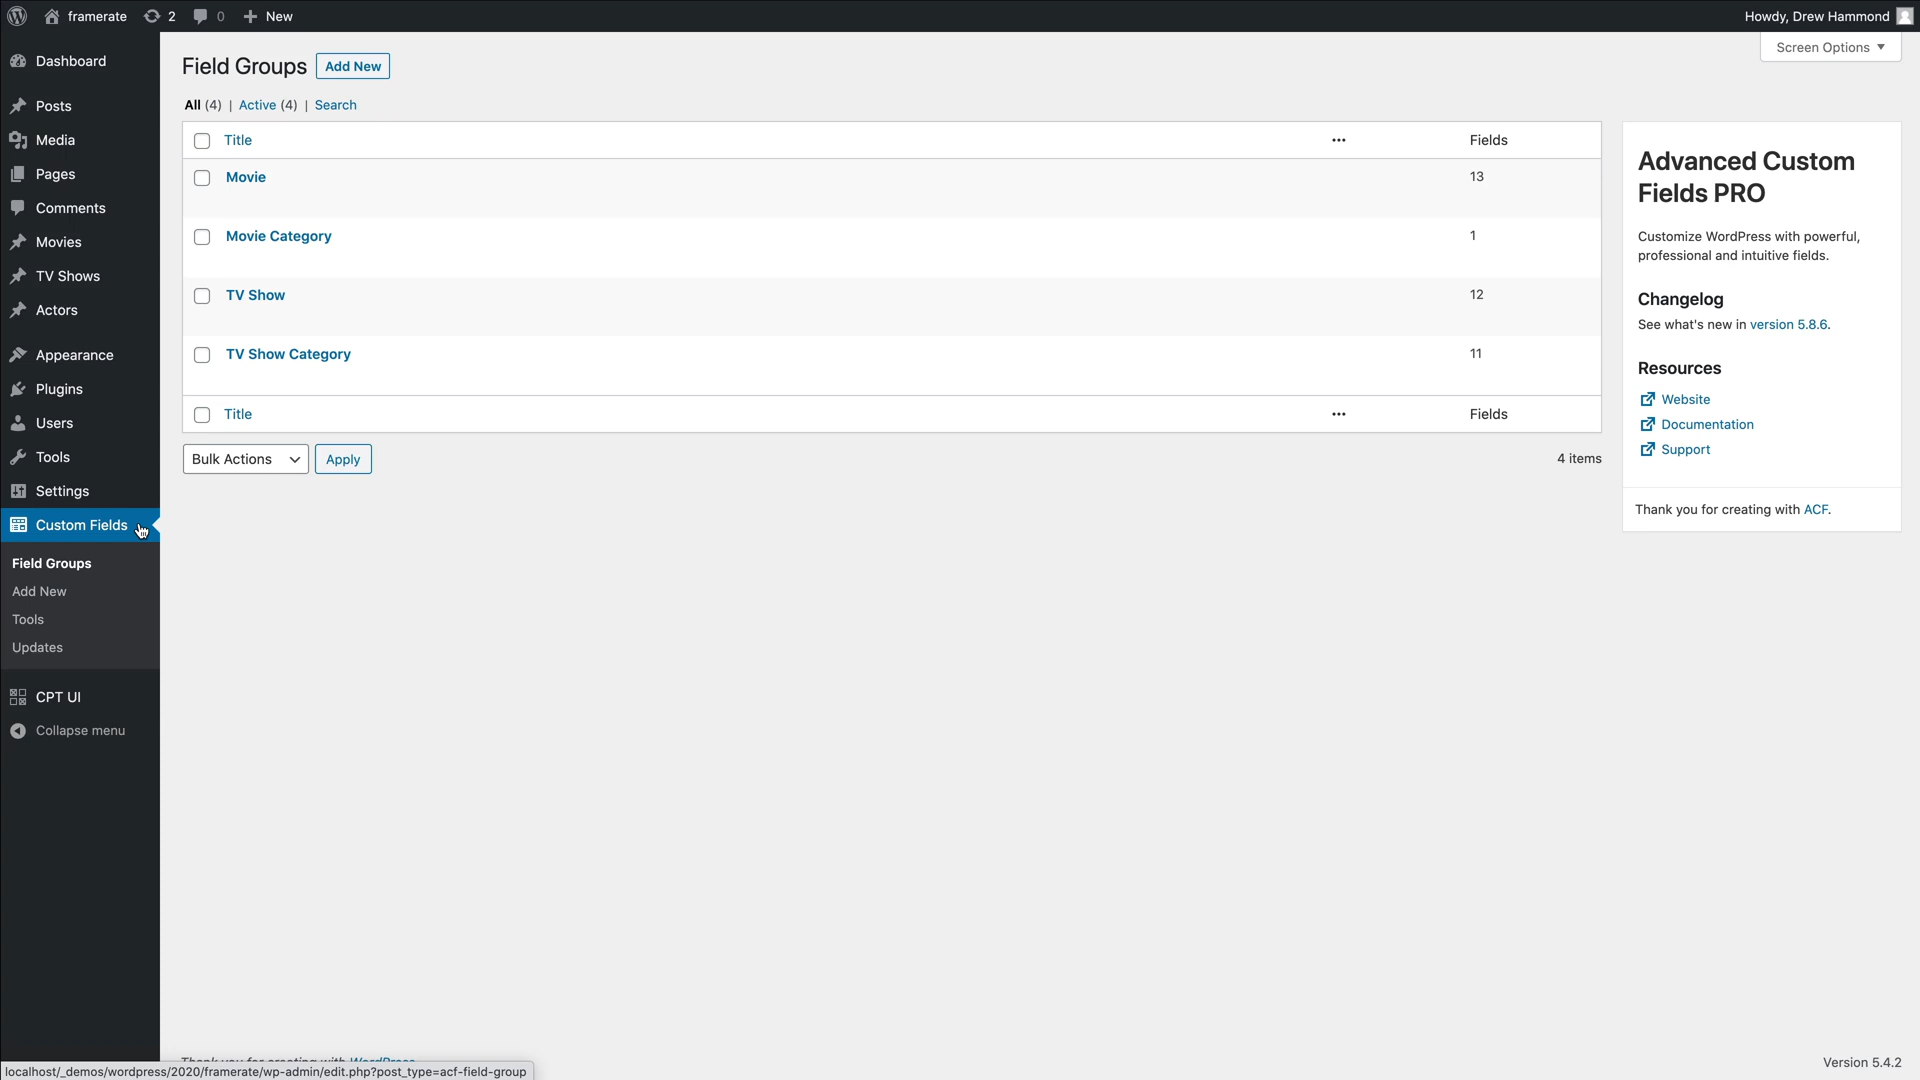 framerate 2 0 + New Howdy, Drew Hammond
Screen Options ▼
Dashboard
Posts
Media
Pages
Comments
Movies
TV Shows
Actors
Appearance
Plugins
Users
Tools
Settings
Custom Fields
Field Groups
Add New
Tools
Updates
CPT UI
Collapse menu
Field Groups Add New
All (4) | Active (4) | Search
Title ••• Fields
Movie 13
Movie Category 1
TV Show 12
TV Show Category 11
Title ••• Fields
Bulk Actions Apply 4 items
Advanced Custom
Fields PRO
Customize WordPress with powerful,
professional and intuitive fields.
Changelog
See what's new in version 5.8.6.
Resources
Website
Documentation
Support
Thank you for creating with ACF.
Thank you for creating with WordPress
Version 5.4.2
localhost/_demos/wordpress/2020/framerate/wp-admin/edit.php?post_type=acf-field-group